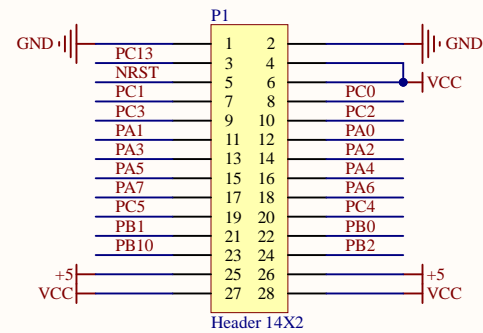 P1
GND 1 2 GND
PC13 3 4
NRST 5 6 VCC
PC1 7 8 PC0
PC3 9 10 PC2
PA1 11 12 PA0
PA3 13 14 PA2
PA5 15 16 PA4
PA7 17 18 PA6
PC5 19 20 PC4
PB1 21 22 PB0
PB10 23 24 PB2
+5 25 26 +5
VCC 27 28 VCC
Header 14X2